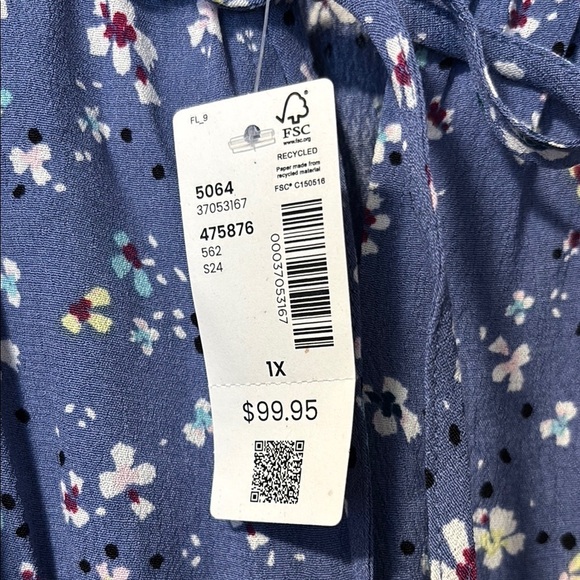 FL_9
FSC
www.fsc.org
RECYCLED
Paper made from
recycled material
FSC® C150516
5064
37053167
475876
562
S24
00037053167
1X
$99.95